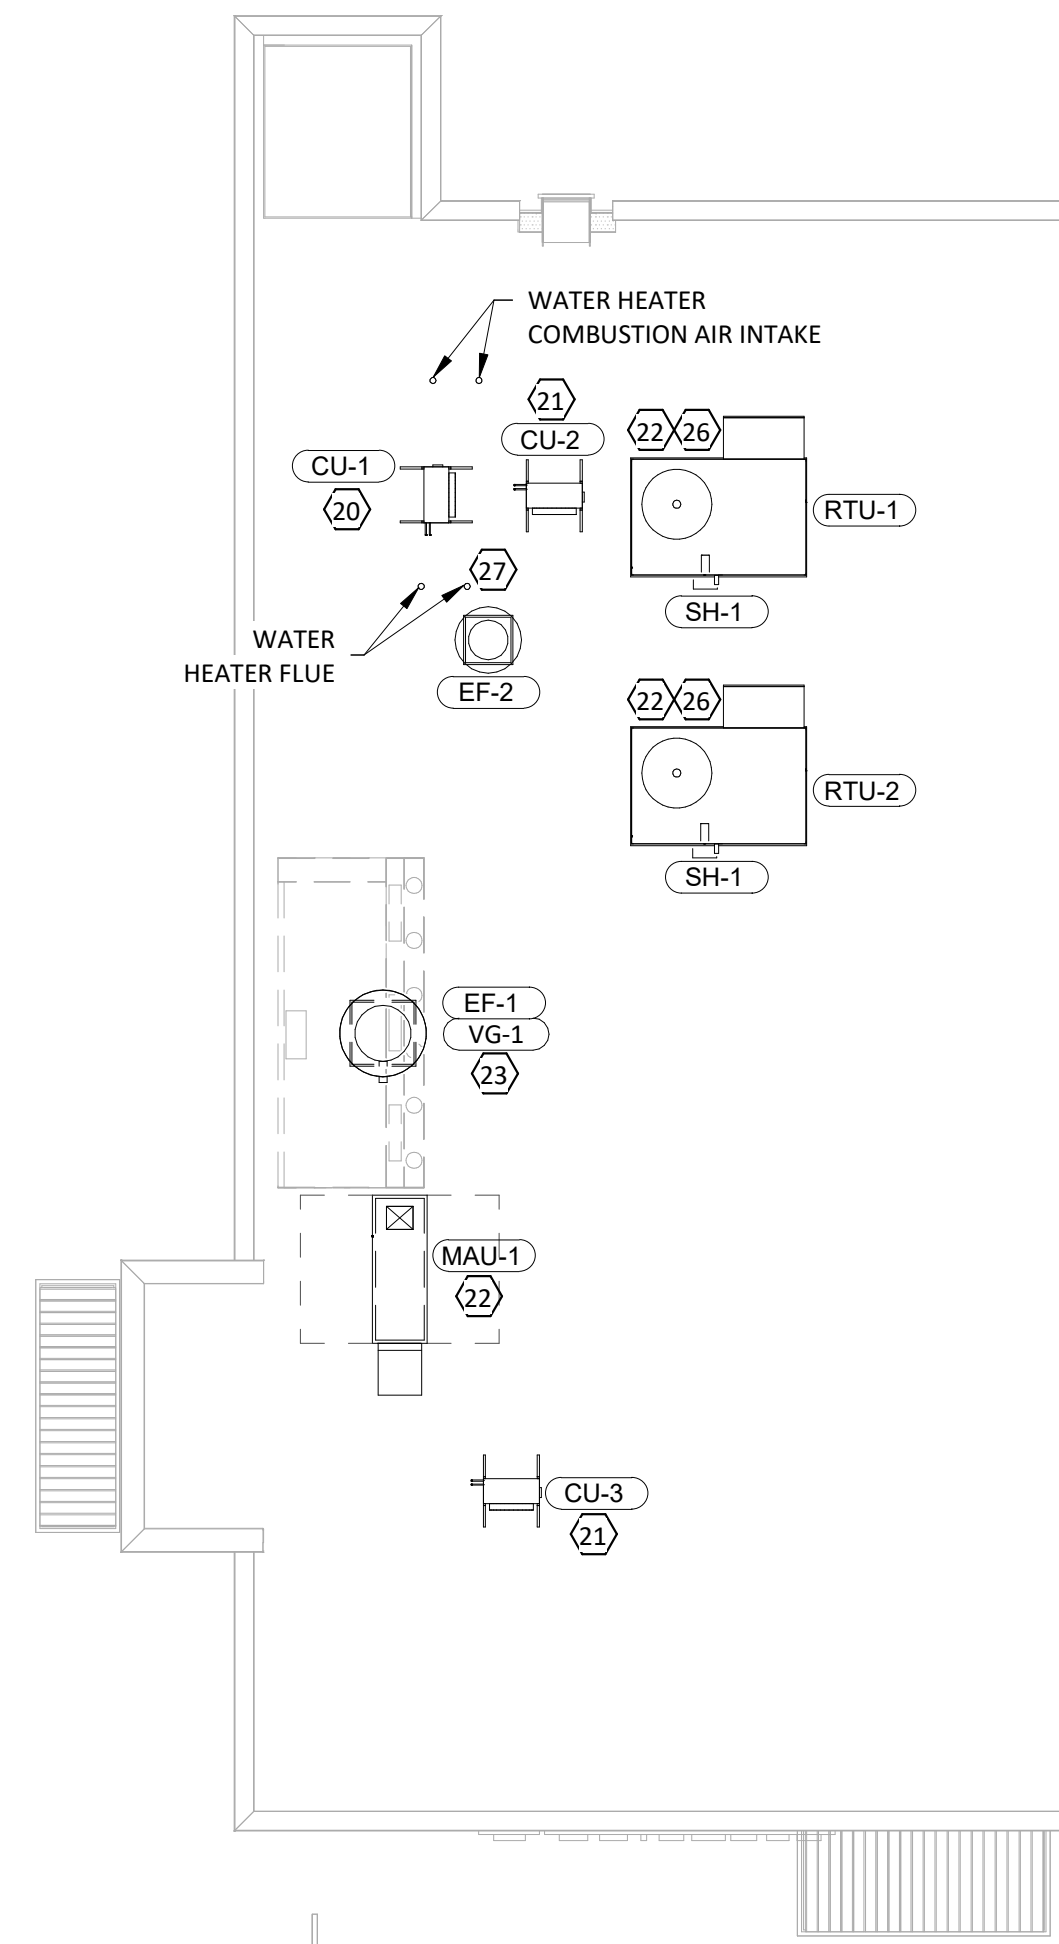 WATER HEATER
COMBUSTION AIR INTAKE
21
CU-2
22 26
CU-1
20
RTU-1
27
SH-1
WATER
HEATER FLUE
EF-2
22 26
RTU-2
SH-1
EF-1
VG-1
23
MAU-1
22
CU-3
21